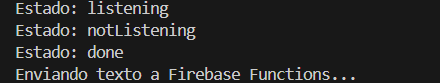 Estado: listening
Estado: notListening
Estado: done
Enviando texto a Firebase Functions...